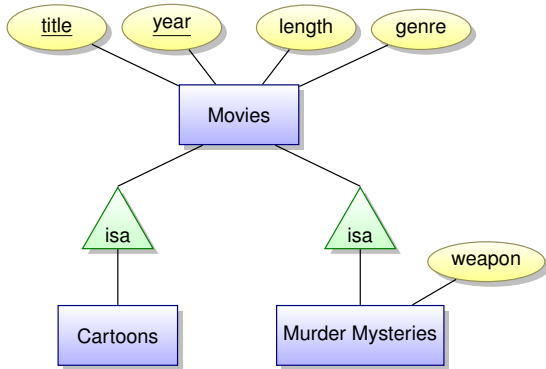 title
year
length
genre
Movies
isa
isa
weapon
Cartoons
Murder Mysteries